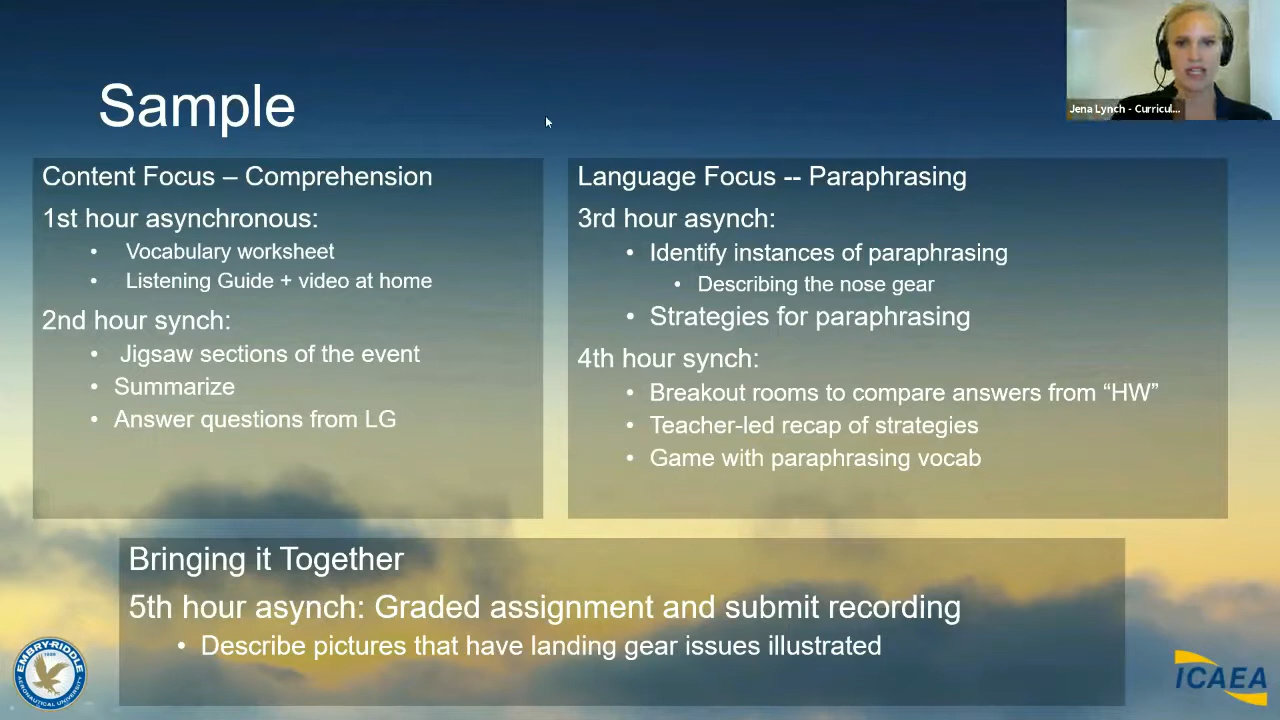 Sample
Jena Lynch - Curricul...
Content Focus – Comprehension
1st hour asynchronous:
• Vocabulary worksheet
• Listening Guide + video at home
2nd hour synch:
• Jigsaw sections of the event
• Summarize
• Answer questions from LG
Language Focus -- Paraphrasing
3rd hour asynch:
• Identify instances of paraphrasing
• Describing the nose gear
• Strategies for paraphrasing
4th hour synch:
• Breakout rooms to compare answers from “HW”
• Teacher-led recap of strategies
• Game with paraphrasing vocab
Bringing it Together
5th hour asynch: Graded assignment and submit recording
• Describe pictures that have landing gear issues illustrated
EMBRY-RIDDLE
AERONAUTICAL UNIVERSITY
ICAEA